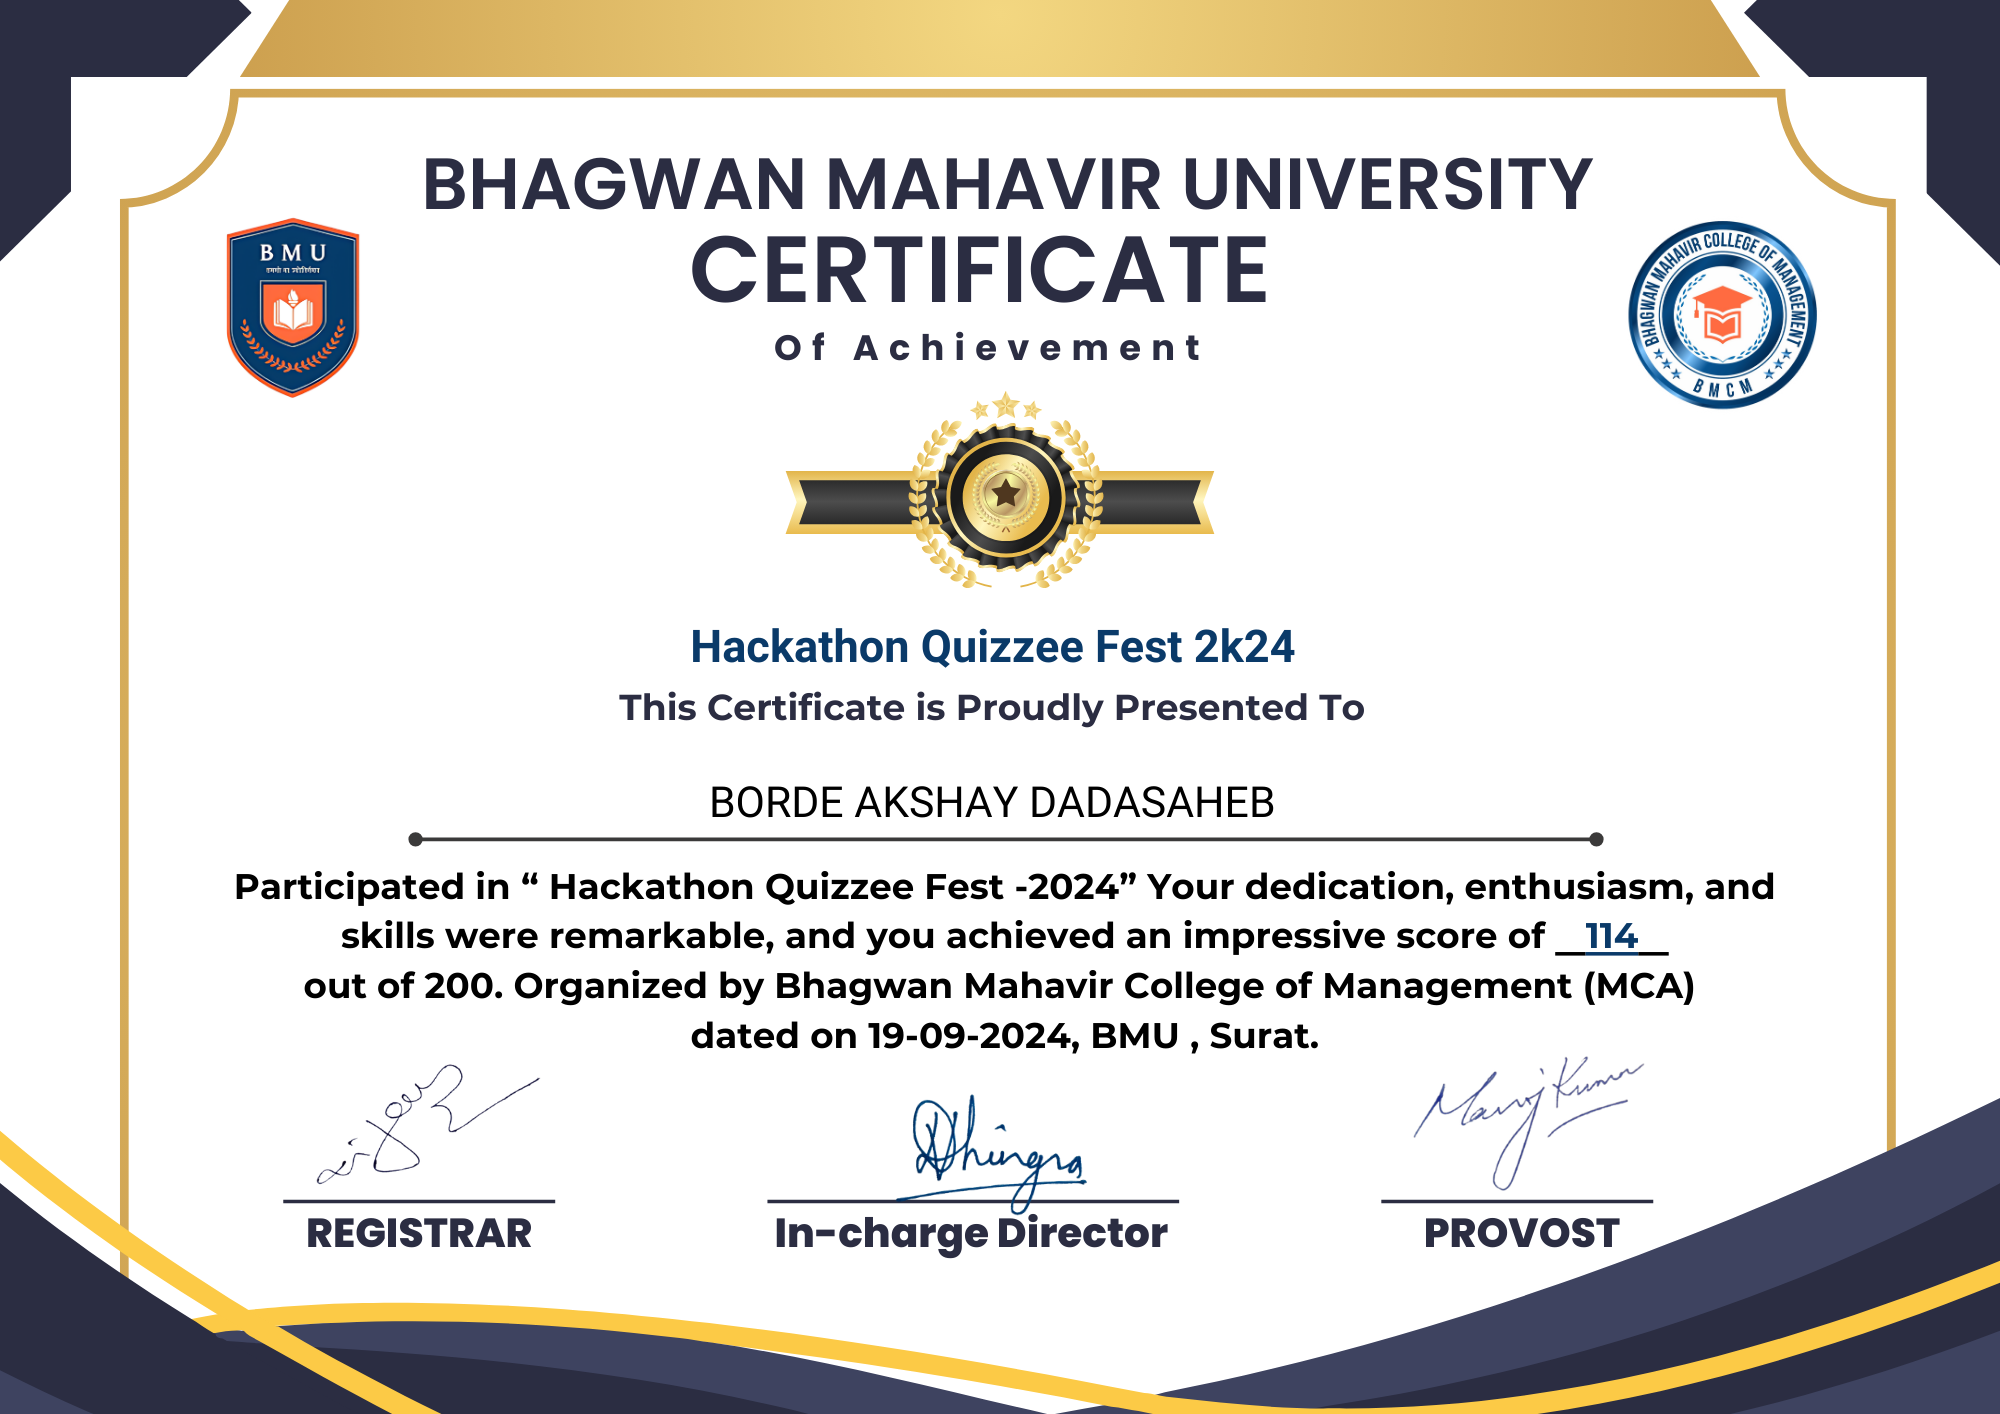 BHAGWAN MAHAVIR UNIVERSITY
CERTIFICATE
Of Achievement
BMU
BHAGWAN MAHAVIR COLLEGE OF MANAGEMENT
BMCM
Hackathon Quizzee Fest 2k24
This Certificate is Proudly Presented To
BORDE AKSHAY DADASAHEB
Participated in “ Hackathon Quizzee Fest -2024” Your dedication, enthusiasm, and
skills were remarkable, and you achieved an impressive score of 114
out of 200. Organized by Bhagwan Mahavir College of Management (MCA)
dated on 19-09-2024, BMU , Surat.
Dhingra
Manoj Kumar
REGISTRAR
In-charge Director
PROVOST